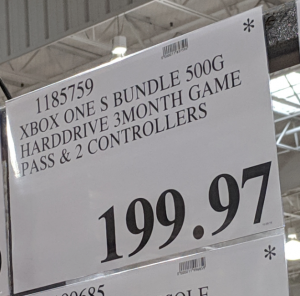 *
1185759
XBOX ONE S BUNDLE 500G
HARDDRIVE 3MONTH GAME
PASS & 2 CONTROLLERS
199.97
*